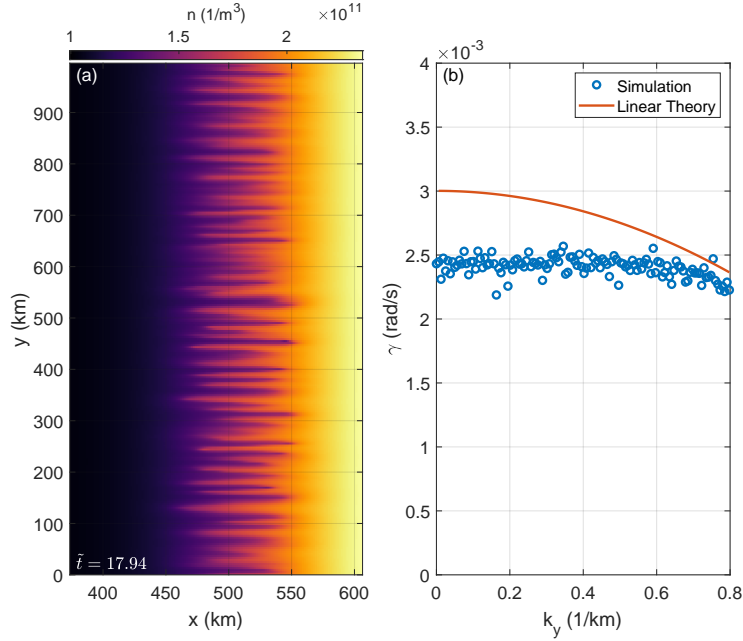 n (1/m³)
×10¹¹
1 1.5 2
(a)
900
800
700
600
500
400
300
200
100
0
y (km)
t̃ = 17.94
400 450 500 550 600
x (km)
×10⁻³
(b)
Simulation
Linear Theory
4
3.5
3
2.5
2
1.5
1
0.5
0
γ (rad/s)
0 0.2 0.4 0.6 0.8
k_y (1/km)